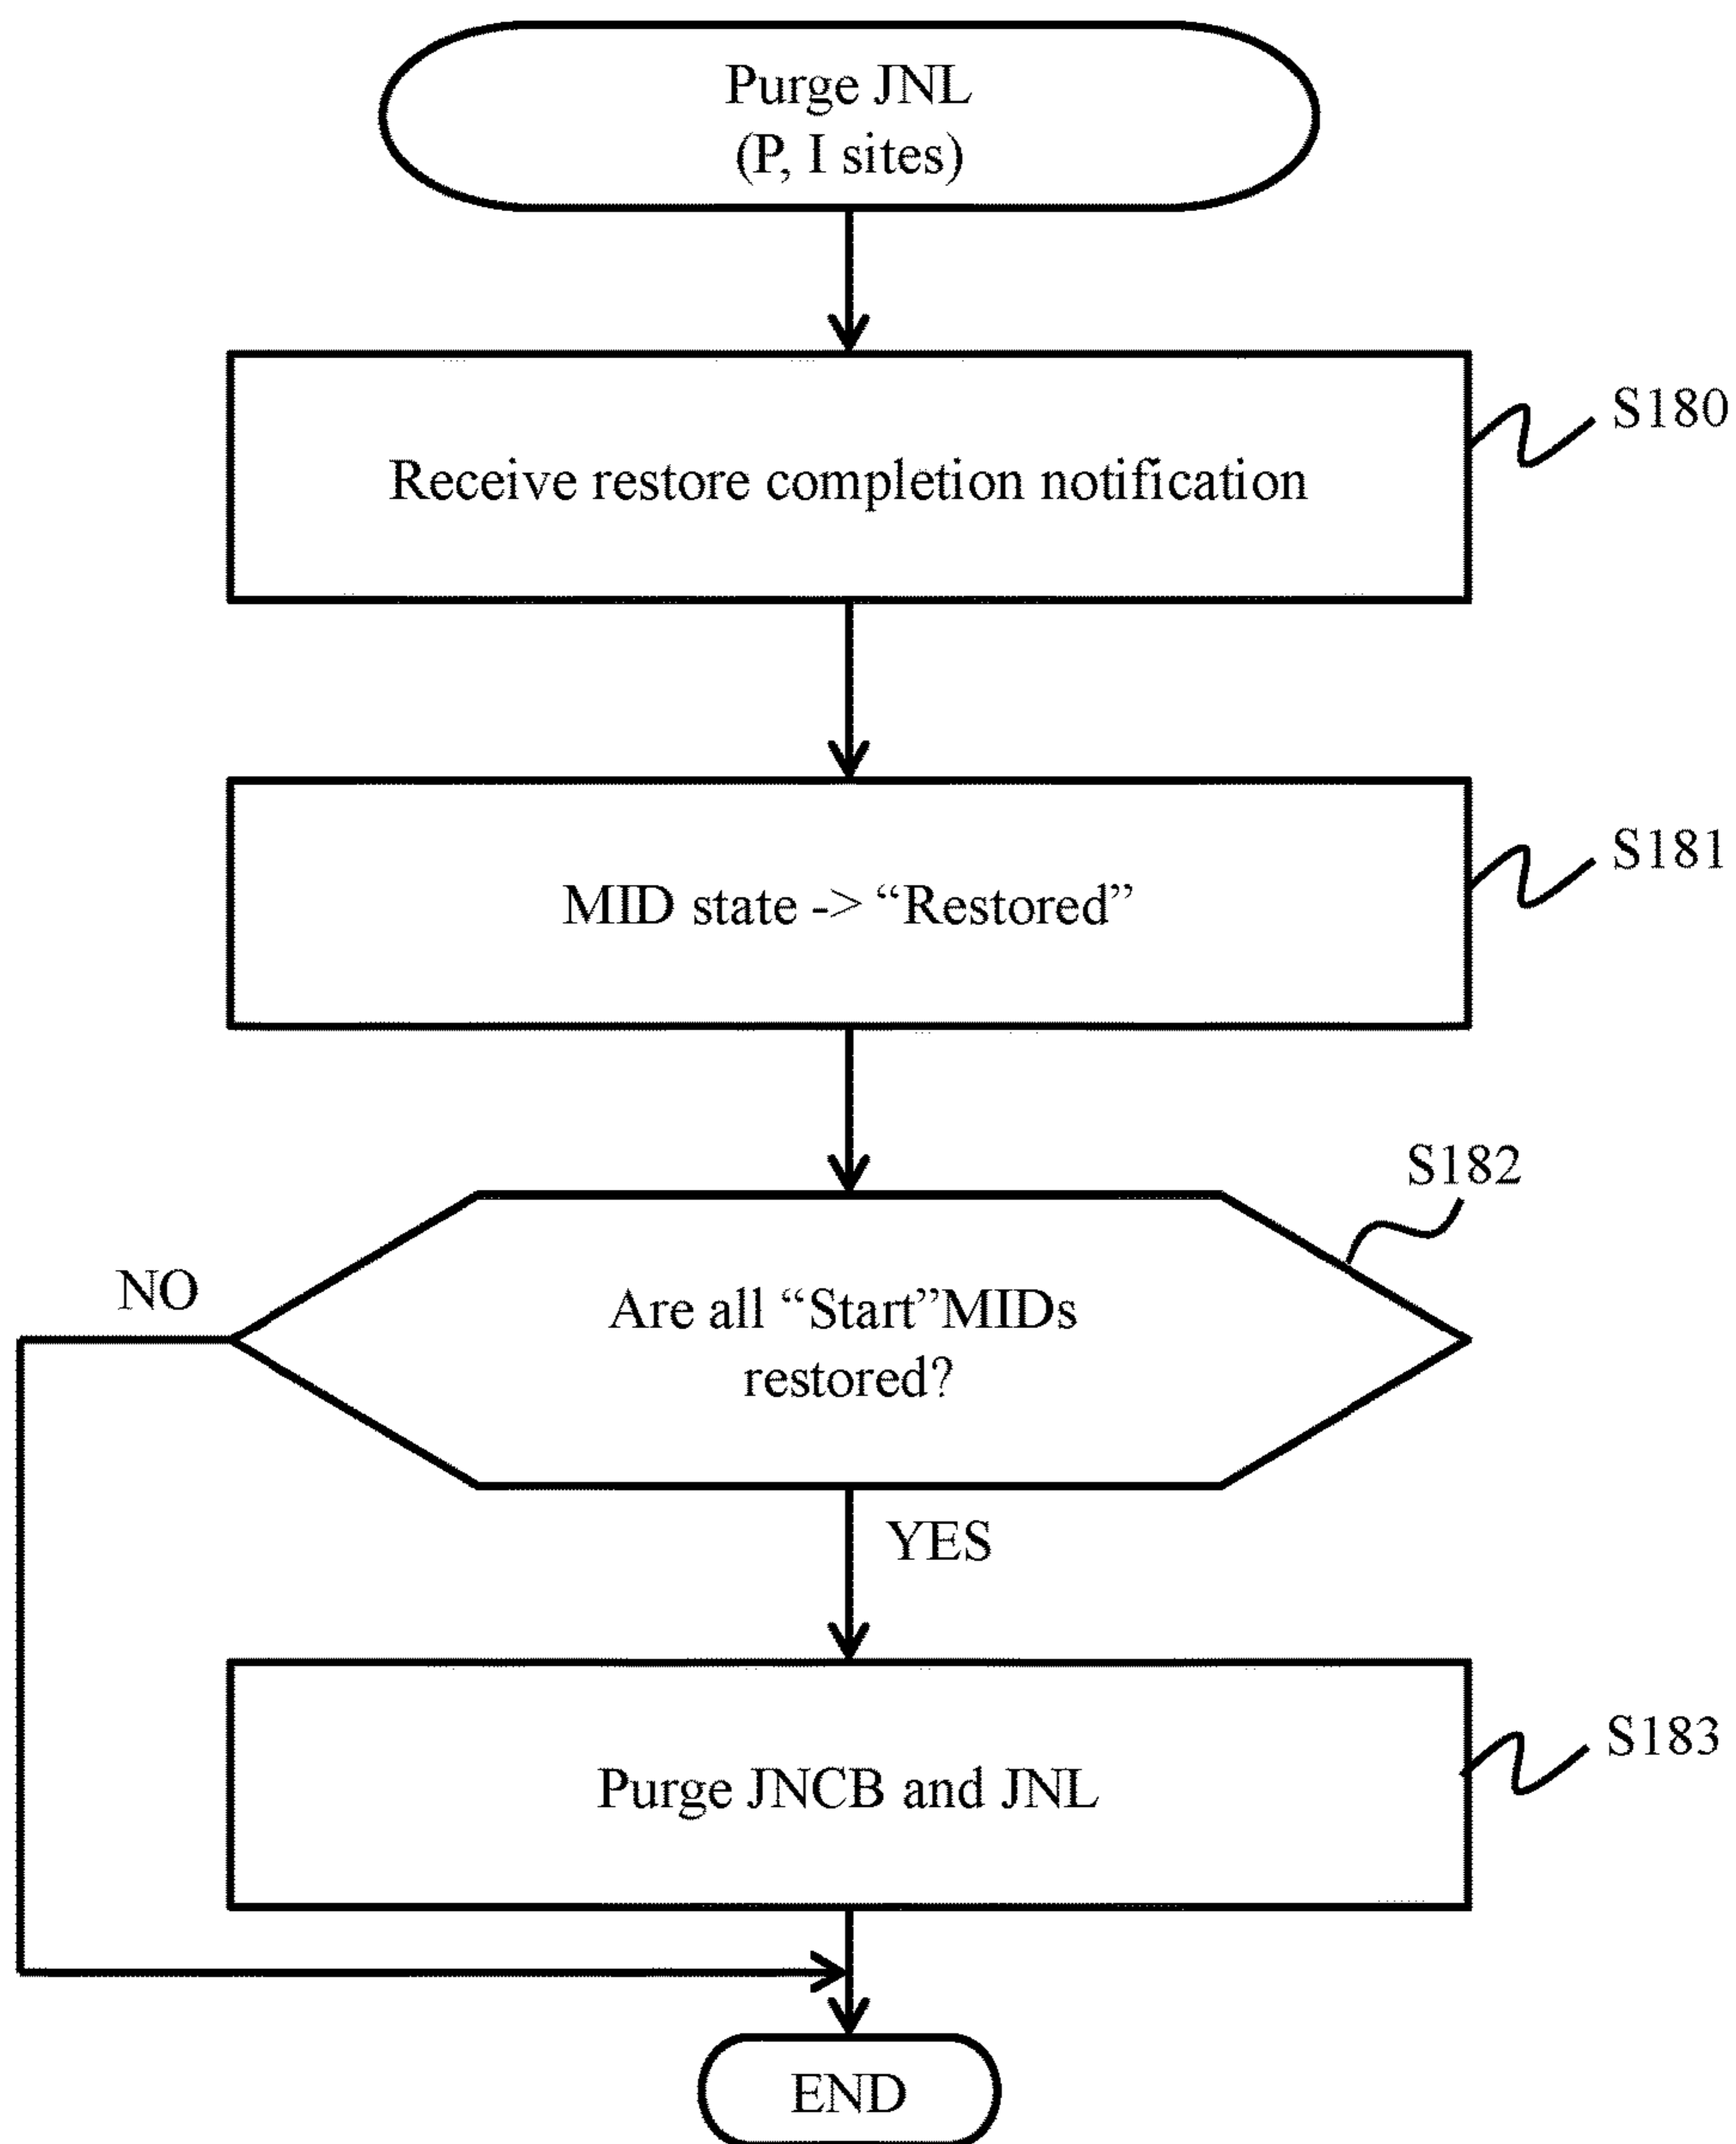 Purge JNL
(P, I sites)
S180
Receive restore completion notification
S181
MID state -> “Restored”
S182
NO
Are all “Start”MIDs
restored?
YES
S183
Purge JNCB and JNL
END